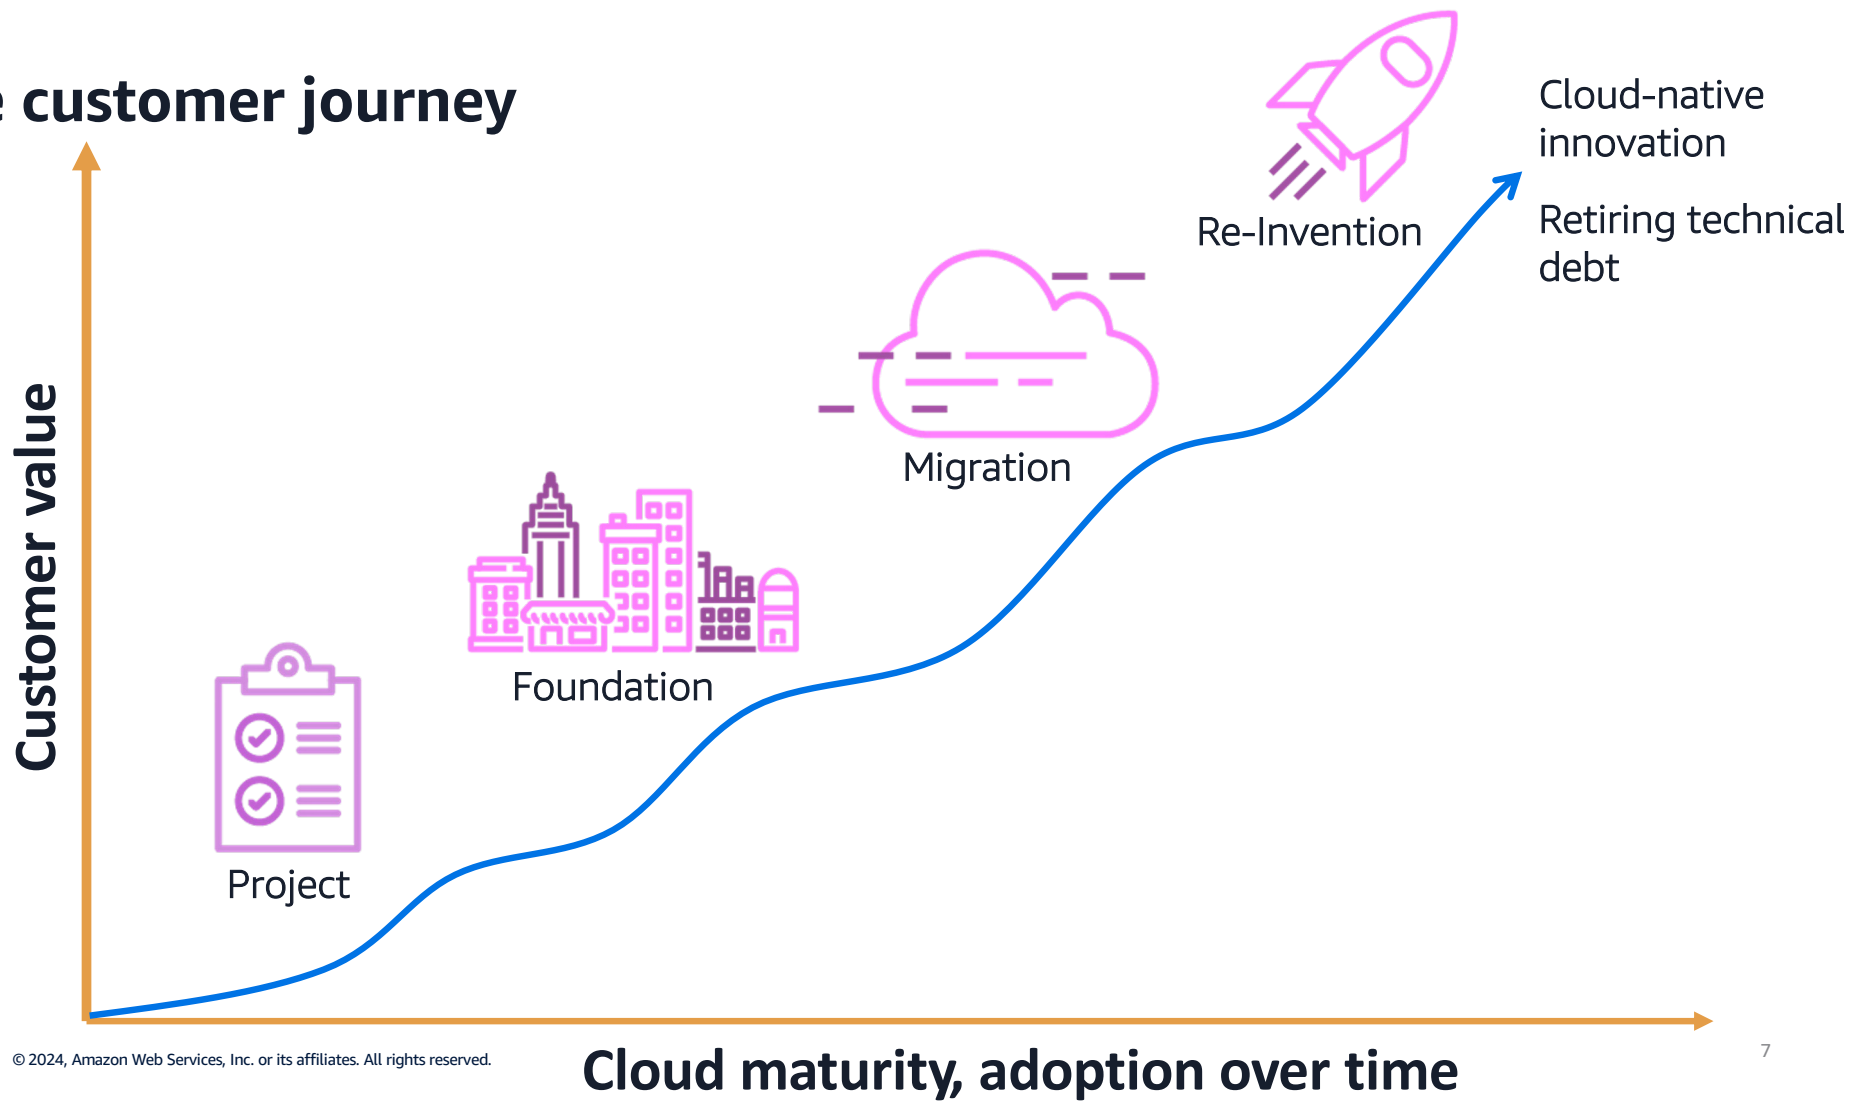 customer journey
Cloud-native
innovation
Retiring technical
debt
Re-Invention
Migration
Foundation
Project
Customer value
Cloud maturity, adoption over time
© 2024, Amazon Web Services, Inc. or its affiliates. All rights reserved.
7